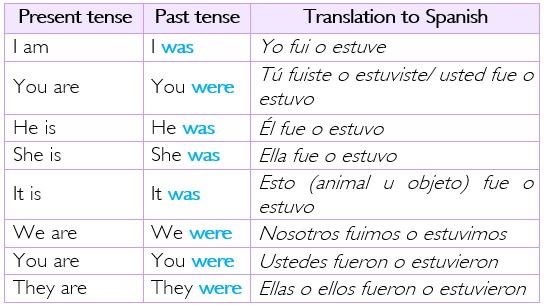 Present tense Past tense Translation to Spanish
I am I was Yo fui o estuve
You are You were Tú fuiste o estuviste/ usted fue o
estuvo
He is He was Él fue o estuvo
She is She was Ella fue o estuvo
It is It was Esto (animal u objeto) fue o
estuvo
We are We were Nosotros fuimos o estuvimos
You are You were Ustedes fueron o estuvieron
They are They were Ellas o ellos fueron o estuvieron